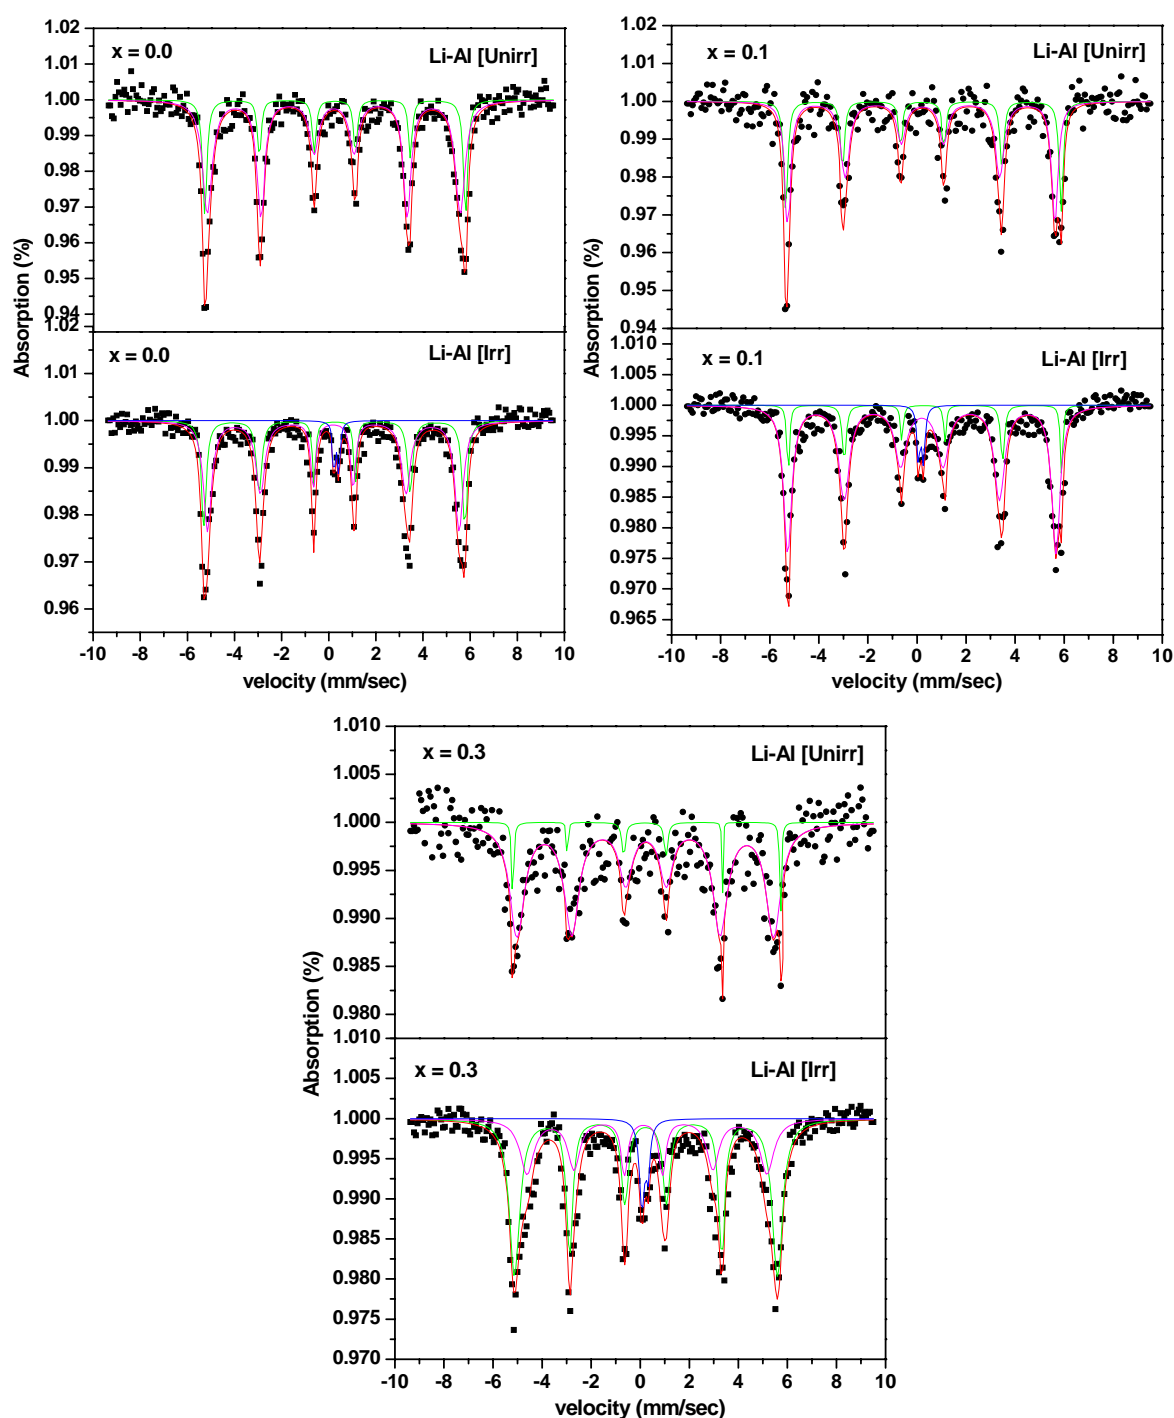 1.02
x = 0.0
Li-Al [Unirr]
1.01
1.00
0.99
0.98
0.97
0.96
0.95
0.94
Absorption (%)
1.02
x = 0.0
Li-Al [Irr]
1.01
1.00
0.99
0.98
0.97
0.96
-10 -8 -6 -4 -2 0 2 4 6 8 10
velocity (mm/sec)
1.02
x = 0.1
Li-Al [Unirr]
1.01
1.00
0.99
0.98
0.97
0.96
0.95
0.94
Absorption (%)
1.010
x = 0.1
Li-Al [Irr]
1.005
1.000
0.995
0.990
0.985
0.980
0.975
0.970
0.965
-10 -8 -6 -4 -2 0 2 4 6 8 10
velocity (mm/sec)
1.010
x = 0.3
Li-Al [Unirr]
1.005
1.000
0.995
0.990
0.985
0.980
Absorption (%)
1.010
x = 0.3
Li-Al [Irr]
1.005
1.000
0.995
0.990
0.985
0.980
0.975
0.970
-10 -8 -6 -4 -2 0 2 4 6 8 10
velocity (mm/sec)